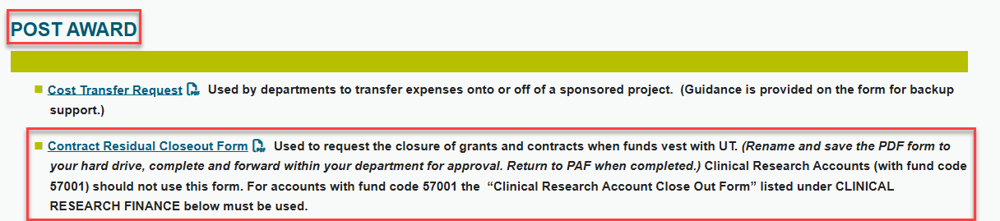 POST AWARD
Cost Transfer Request PDF Used by departments to transfer expenses onto or off of a sponsored project. (Guidance is provided on the form for backup
support.)
Contract Residual Closeout Form PDF Used to request the closure of grants and contracts when funds vest with UT. (Rename and save the PDF form to
your hard drive, complete and forward within your department for approval. Return to PAF when completed.) Clinical Research Accounts (with fund code
57001) should not use this form. For accounts with fund code 57001 the “Clinical Research Account Close Out Form” listed under CLINICAL
RESEARCH FINANCE below must be used.